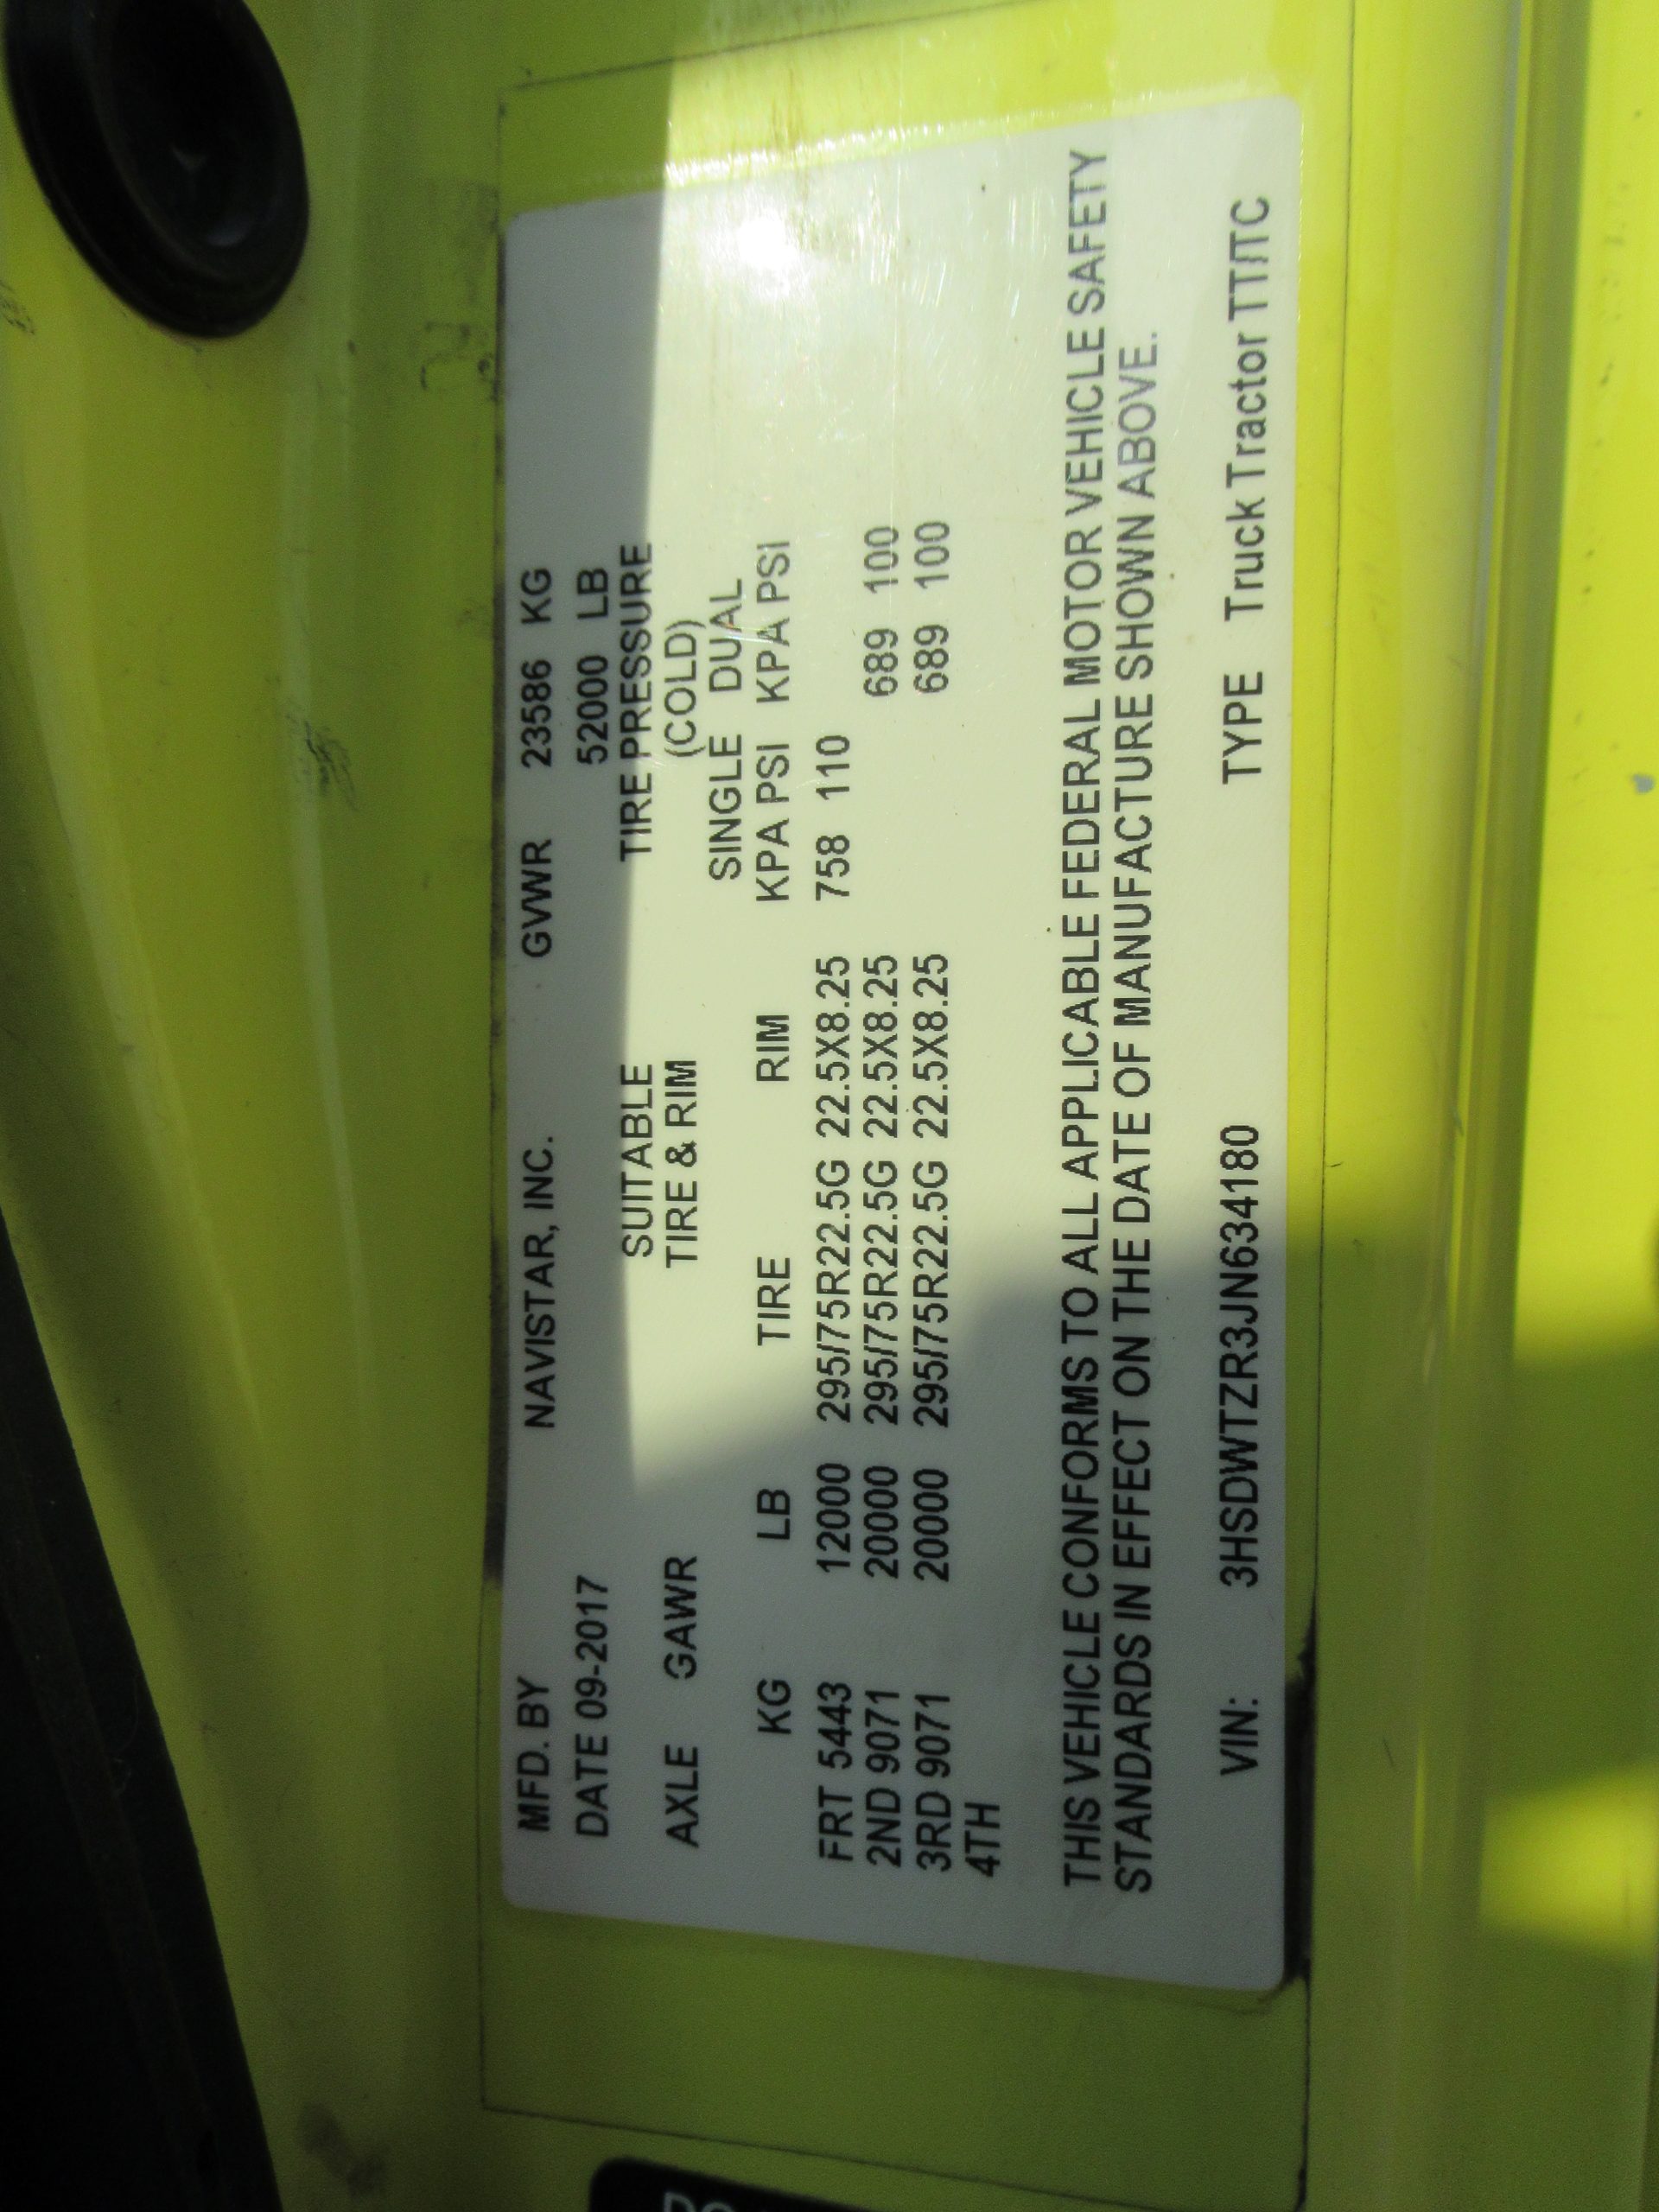 MFD. BY NAVISTAR, INC. GVWR 23586 KG
DATE 09-2017 52000 LB
SUITABLE TIRE PRESSURE
AXLE GAWR TIRE & RIM (COLD)
SINGLE DUAL
KG LB TIRE RIM KPA PSI KPA PSI
FRT 5443 12000 295/75R22.5G 22.5X8.25 758 110
2ND 9071 20000 295/75R22.5G 22.5X8.25 689 100
3RD 9071 20000 295/75R22.5G 22.5X8.25 689 100
4TH
THIS VEHICLE CONFORMS TO ALL APPLICABLE FEDERAL MOTOR VEHICLE SAFETY
STANDARDS IN EFFECT ON THE DATE OF MANUFACTURE SHOWN ABOVE.
VIN: 3HSDWTZR3JN634180 TYPE Truck Tractor TT/TC